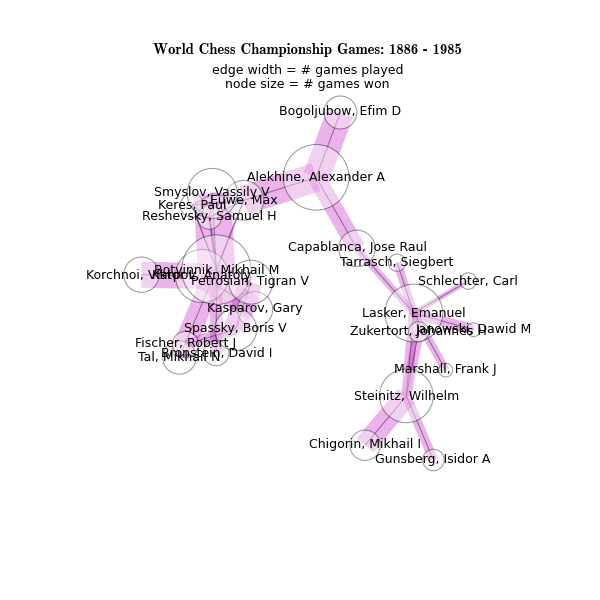 World Chess Championship Games: 1886 - 1985
edge width = # games played
node size = # games won
Bogoljubow, Efim D
Alekhine, Alexander A
Smyslov, Vassily V
Euwe, Max
Keres, Paul
Reshevsky, Samuel H
Capablanca, Jose Raul
Tarrasch, Siegbert
Botvinnik, Mikhail M
Korchnoi, Viktor L
Karpov, Anatoly
Petrosian, Tigran V
Schlechter, Carl
Kasparov, Gary
Lasker, Emanuel
Spassky, Boris V
Zukertort, Johannes H
Janowski, Dawid M
Fischer, Robert J
Bronstein, David I
Tal, Mikhail N
Marshall, Frank J
Steinitz, Wilhelm
Chigorin, Mikhail I
Gunsberg, Isidor A